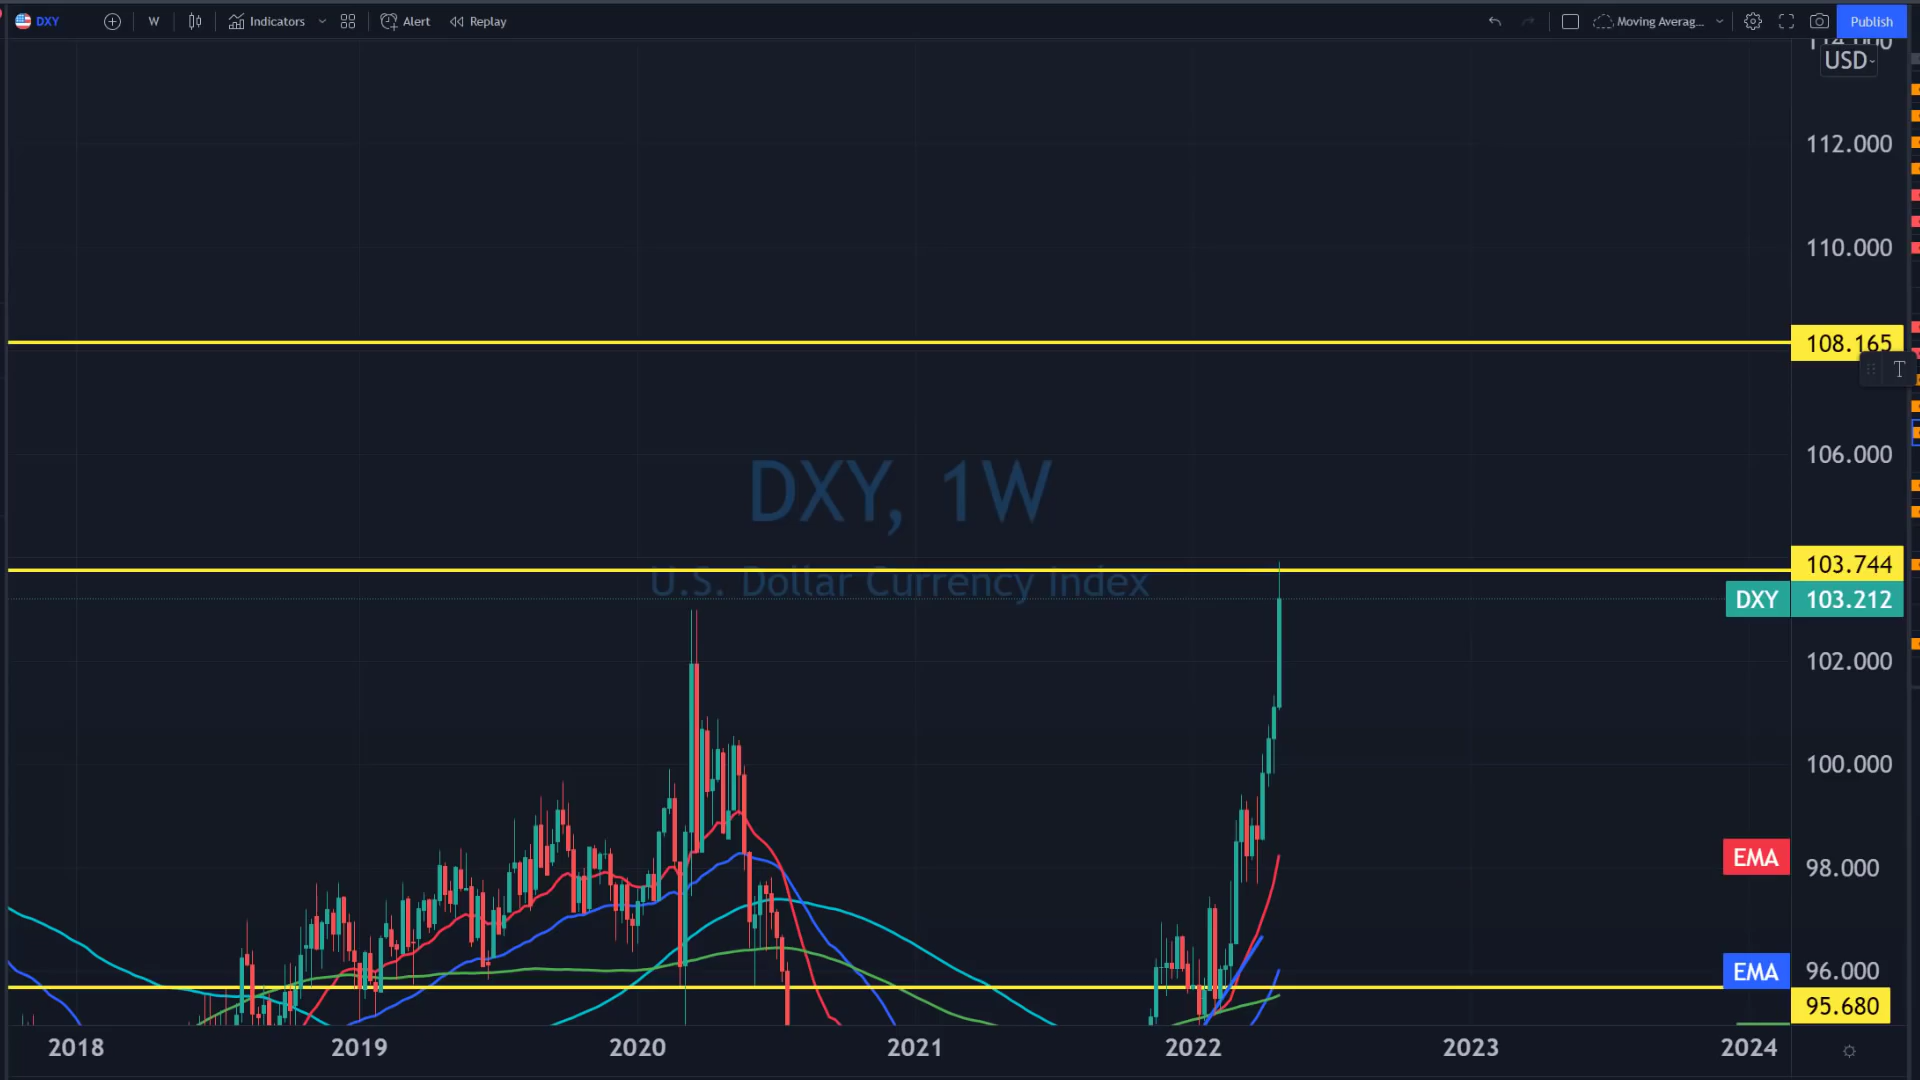 DXY W Indicators Alert Replay Moving Averag... Publish
114.000
USD
112.000
110.000
108.165
T
106.000
DXY, 1W
103.744
U.S. Dollar Currency Index
DXY 103.212
102.000
100.000
EMA 98.000
EMA 96.000
95.680
2018 2019 2020 2021 2022 2023 2024